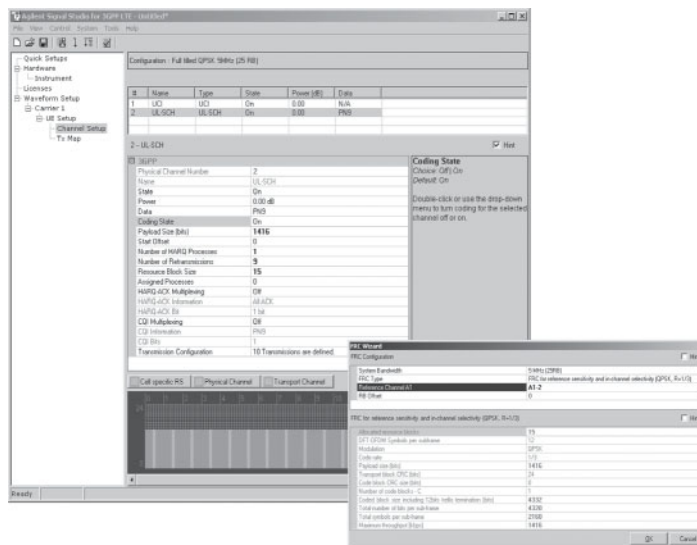 Agilent Signal Studio for 3GPP LTE - Untitled*
File View Control System Tools Help
Quick Setups
Hardware
Instrument
Licenses
Waveform Setup
Carrier 1
UE Setup
Channel Setup
Tx Map
Configuration : Full filled QPSK 5MHz (25 RB)
# Name Type State Power (dB) Data
1 UCI UCI On 0.00 N/A
2 UL-SCH UL-SCH On 0.00 PN9
2 - UL-SCH
Hint
3GPP
Physical Channel Number 2
Name UL-SCH
State On
Power 0.00 dB
Data PN9
Coding State On
Payload Size (bits) 1416
Start Offset 0
Number of HARQ Processes 1
Number of Retransmissions 9
Resource Block Size 15
Assigned Processes 0
HARQ-ACK Multiplexing Off
HARQ-ACK Information All ACK
HARQ-ACK Bit 1 bit
CQI Multiplexing Off
CQI Information PN9
CQI Bits 1
Transmission Configuration 10 Transmissions are defined.
Coding State
Choice: Off|On
Default: On
Double-click or use the drop-down
menu to turn coding for the selected
channel off or on.
Cell specific RS Physical Channel Transport Channel
Ready
FRC Wizard
FRC Configuration
System Bandwidth 5 MHz (25RB)
FRC Type FRC for reference sensitivity and in-channel selectivity (QPSK, R=1/3)
Reference Channel A1 A1-2
RB Offset 0
FRC for reference sensitivity and in-channel selectivity (QPSK, R=1/3)
Allocated resource blocks 15
DFT-OFDM Symbols per subframe 12
Modulation QPSK
Code rate 1/3
Payload size (bits) 1416
Transport block CRC (bits) 24
Code block CRC size (bits) 0
Number of code blocks - C 1
Coded block size including 12bits trellis termination (bits) 4332
Total number of bits per sub-frame 4320
Total symbols per sub-frame 2160
Maximum throughput [kbps] 1416
OK Cancel